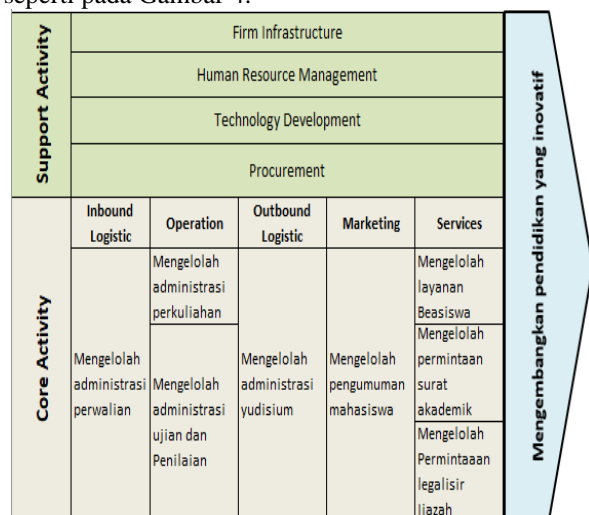 seperti pada Gambar 4.
Support Activity
Firm Infrastructure
Human Resource Management
Technology Development
Procurement
Core Activity
Inbound
Logistic
Operation
Outbound
Logistic
Marketing
Services
Mengelolah
administrasi
perwalian
Mengelolah
administrasi
perkuliahan
Mengelolah
administrasi
ujian dan
Penilaian
Mengelolah
administrasi
yudisium
Mengelolah
pengumuman
mahasiswa
Mengelolah
layanan
Beasiswa
Mengelolah
permintaan
surat
akademik
Mengelolah
Permintaaan
legalisir
Ijazah
Mengembangkan pendidikan yang inovatif